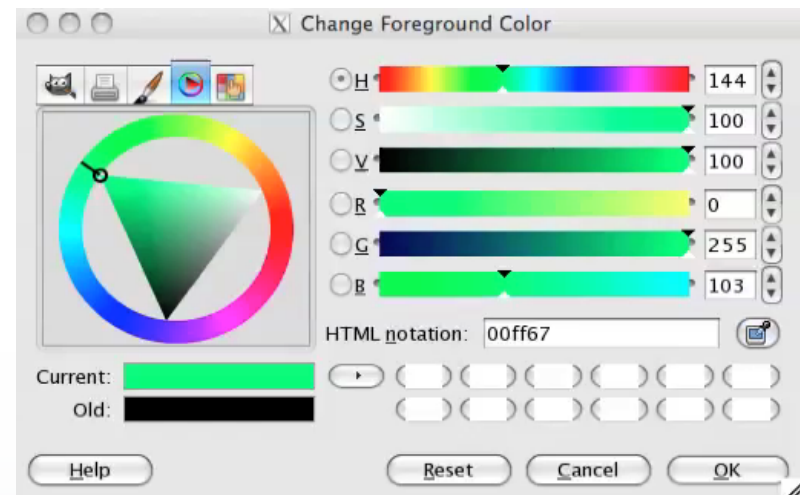 X Change Foreground Color
H 144
S 100
V 100
R 0
G 255
B 103
HTML notation: 00ff67
Current:
Old:
Help Reset Cancel OK